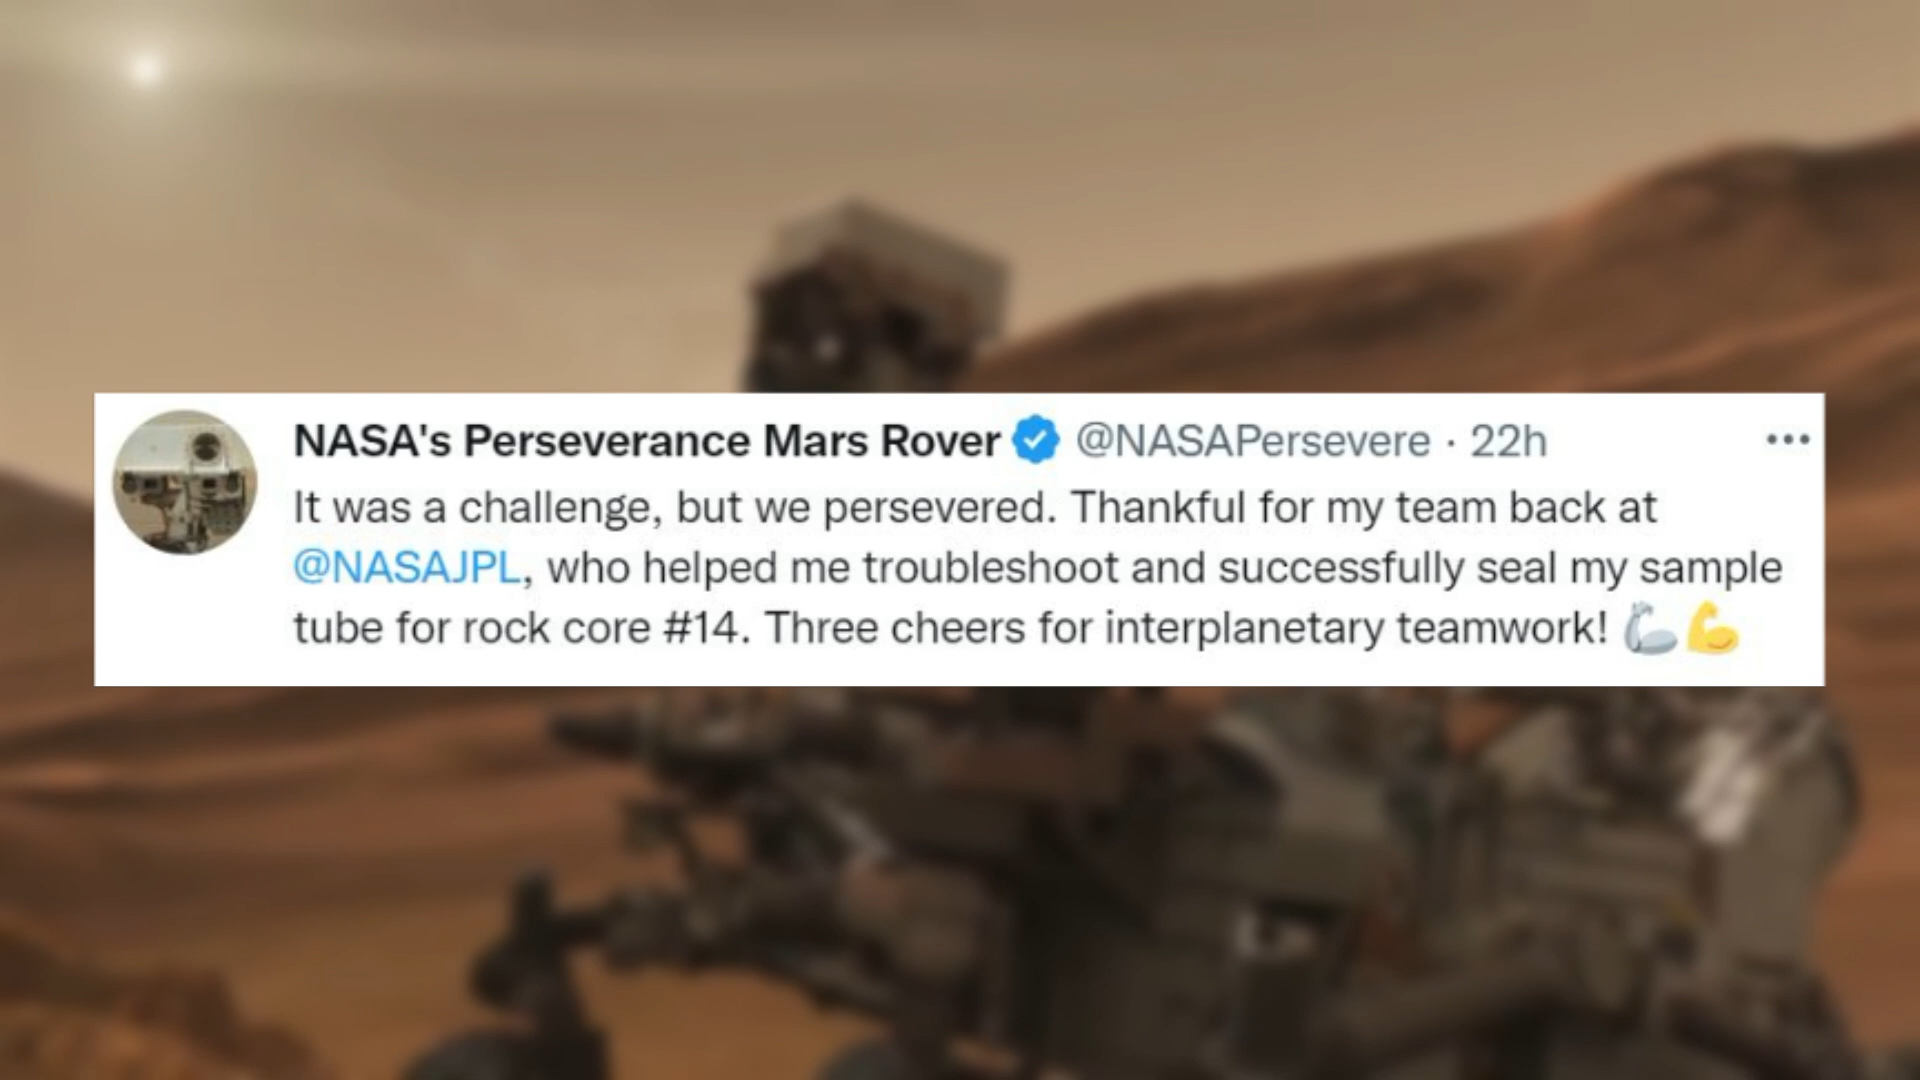 NASA's Perseverance Mars Rover @NASAPersevere · 22h
It was a challenge, but we persevered. Thankful for my team back at
@NASAJPL, who helped me troubleshoot and successfully seal my sample
tube for rock core #14. Three cheers for interplanetary teamwork! 🦾💪